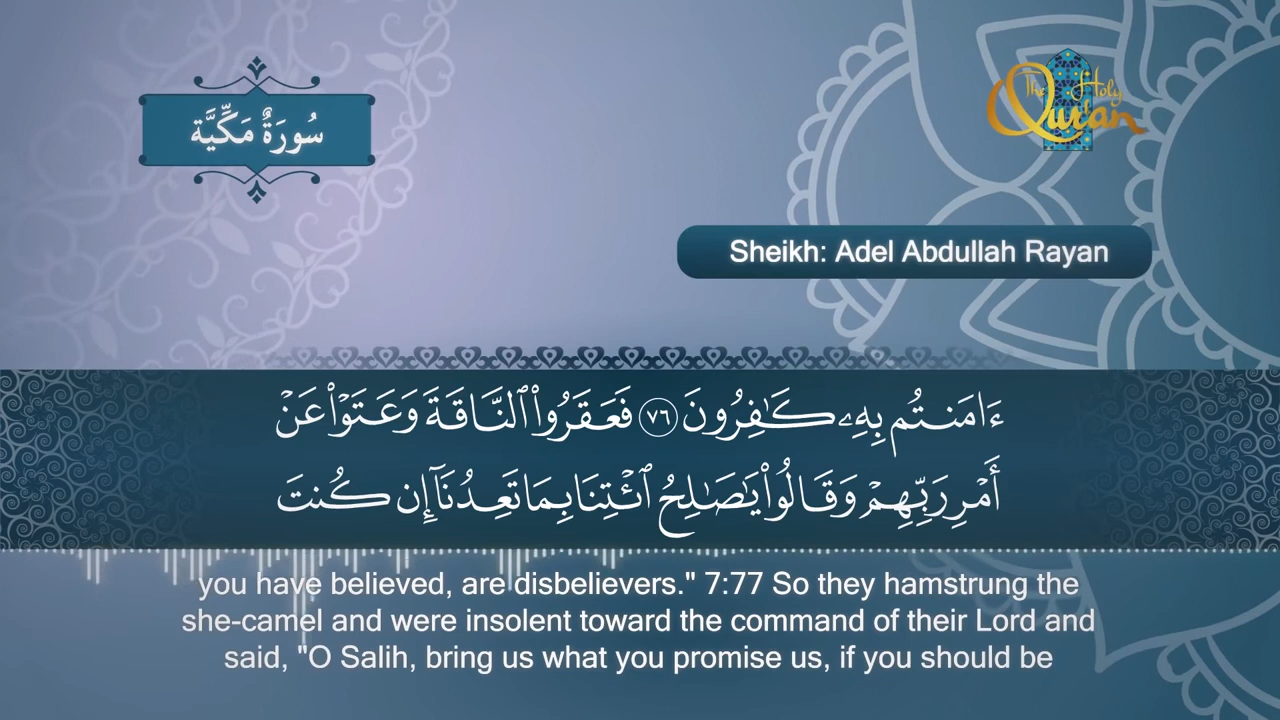 سُورَةٌ مَكِّيَّة
The Holy
Quran
Sheikh: Adel Abdullah Rayan
ءَامَنتُم بِهِۦ كَٰفِرُونَ ٧٦ فَعَقَرُوا۟ ٱلنَّاقَةَ وَعَتَوْا۟ عَنْ
أَمْرِ رَبِّهِمْ وَقَالُوا۟ يَٰصَٰلِحُ ٱئْتِنَا بِمَا تَعِدُنَآ إِن كُنتَ
you have believed, are disbelievers." 7:77 So they hamstrung the
she-camel and were insolent toward the command of their Lord and
said, "O Salih, bring us what you promise us, if you should be